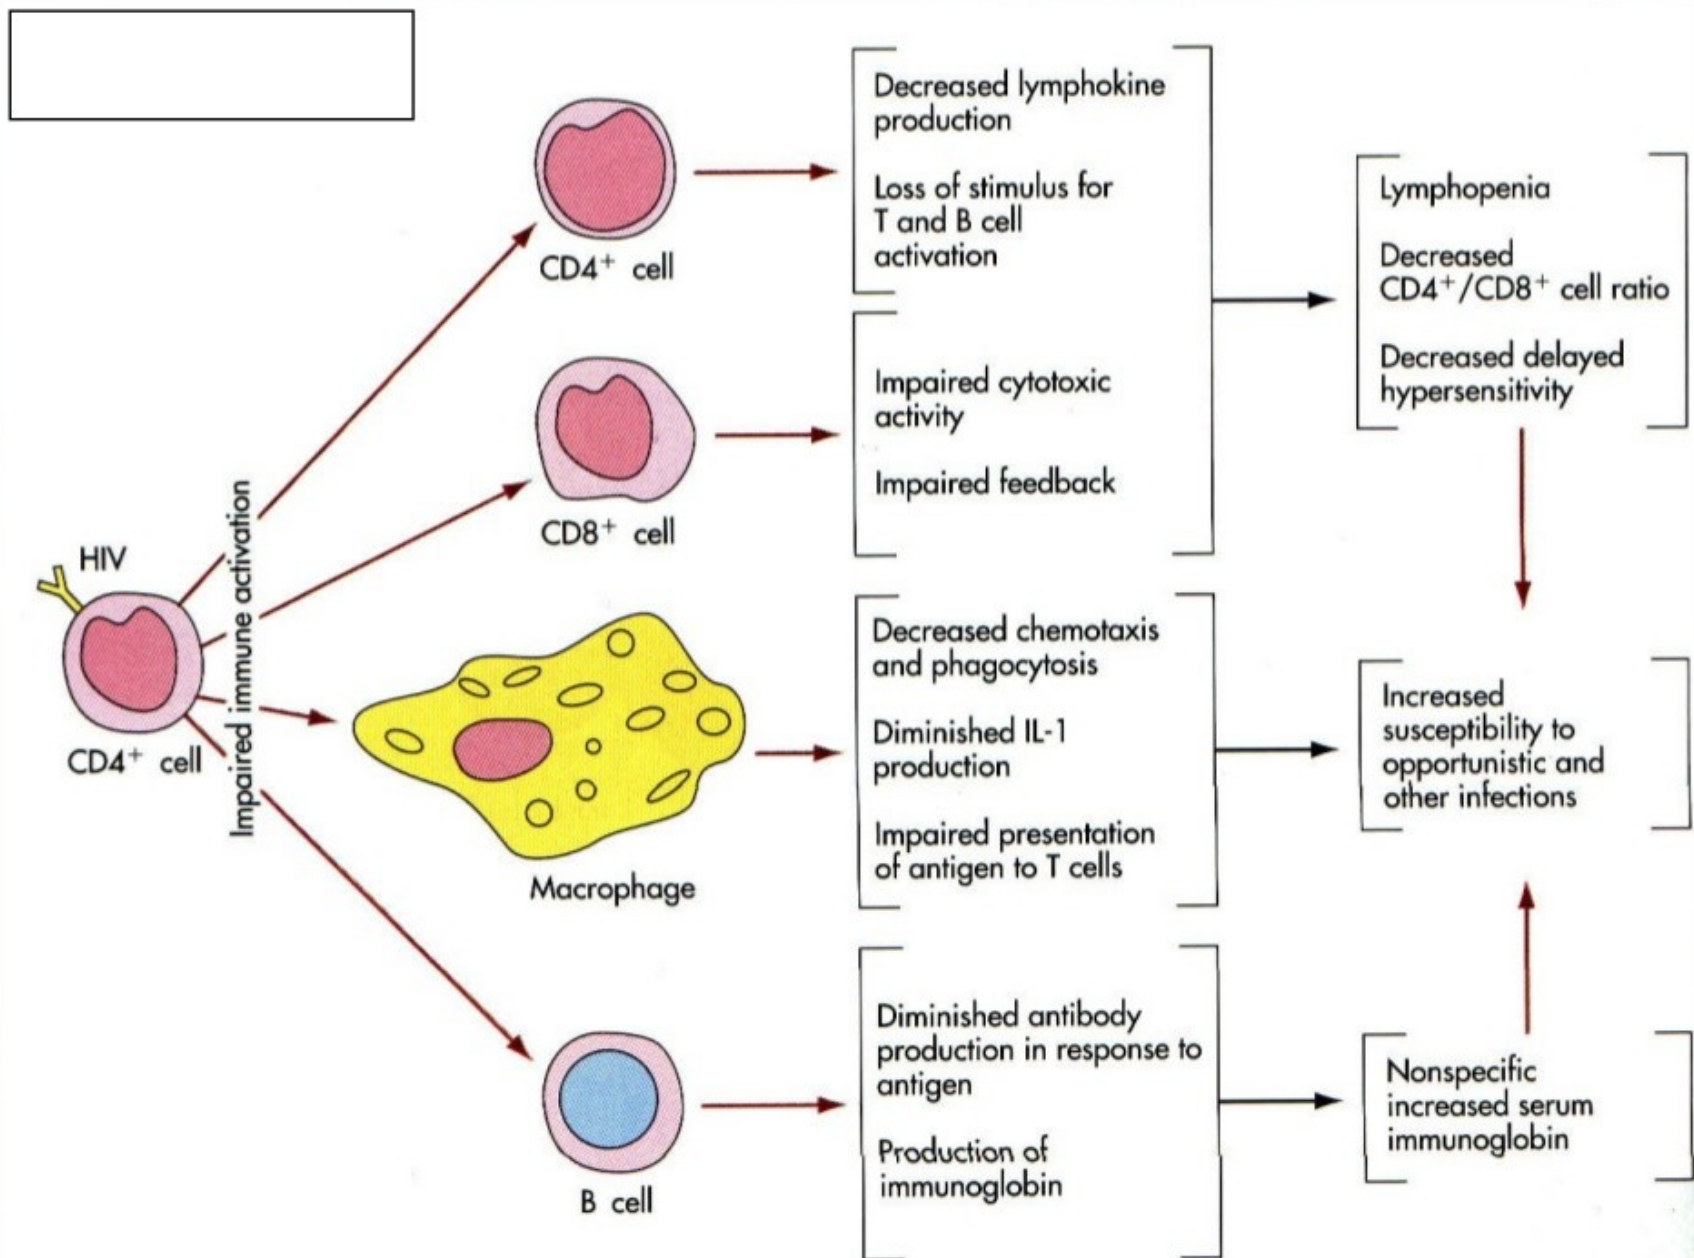 HIV
CD4+ cell
Impaired immune activation
CD4+ cell
CD8+ cell
Macrophage
B cell
Decreased lymphokine
production
Loss of stimulus for
T and B cell
activation
Impaired cytotoxic
activity
Impaired feedback
Decreased chemotaxis
and phagocytosis
Diminished IL-1
production
Impaired presentation
of antigen to T cells
Diminished antibody
production in response to
antigen
Production of
immunoglobin
Lymphopenia
Decreased
CD4+/CD8+ cell ratio
Decreased delayed
hypersensitivity
Increased
susceptibility to
opportunistic and
other infections
Nonspecific
increased serum
immunoglobin